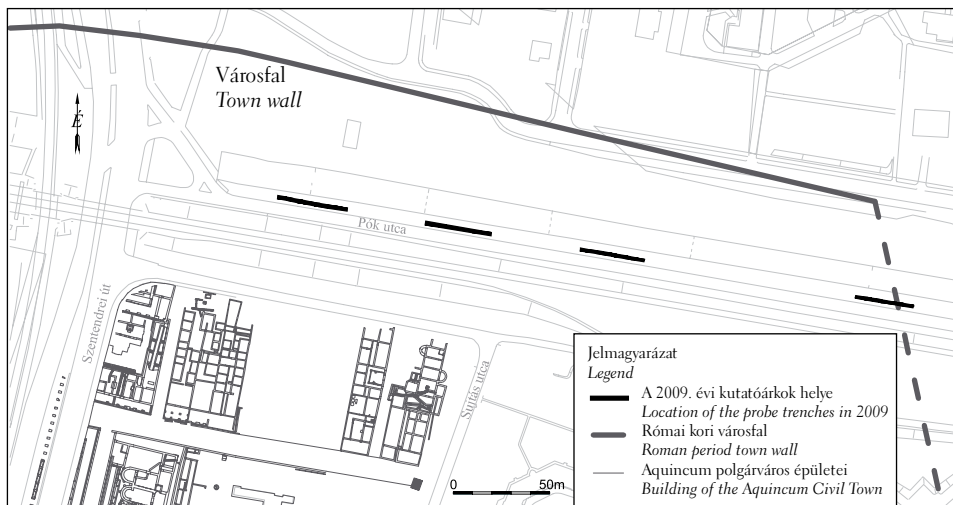 Városfal
Town wall
É
Pók utca
Szentendrei út
Sujtás utca
0
50m
Jelmagyarázat
Legend
A 2009. évi kutatóárkok helye
Location of the probe trenches in 2009
Római kori városfal
Roman period town wall
Aquincum polgárváros épületei
Building of the Aquincum Civil Town